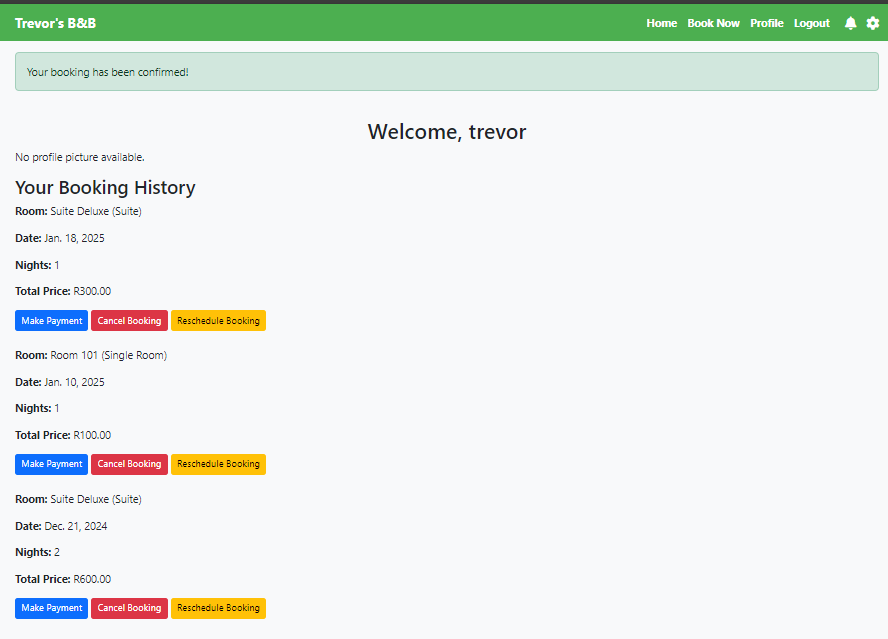 Trevor's B&B Home Book Now Profile Logout
Your booking has been confirmed!
Welcome, trevor
No profile picture available.
Your Booking History
Room: Suite Deluxe (Suite)
Date: Jan. 18, 2025
Nights: 1
Total Price: R300.00
Make Payment Cancel Booking Reschedule Booking
Room: Room 101 (Single Room)
Date: Jan. 10, 2025
Nights: 1
Total Price: R100.00
Make Payment Cancel Booking Reschedule Booking
Room: Suite Deluxe (Suite)
Date: Dec. 21, 2024
Nights: 2
Total Price: R600.00
Make Payment Cancel Booking Reschedule Booking